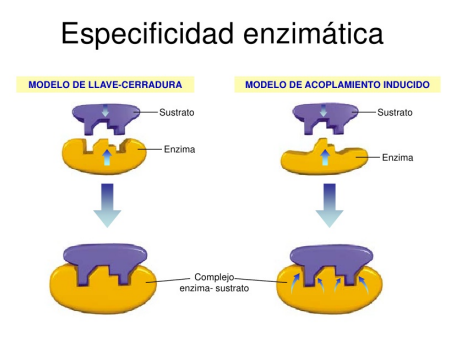 Especificidad enzimática
MODELO DE LLAVE-CERRADURA
MODELO DE ACOPLAMIENTO INDUCIDO
Sustrato
Sustrato
Enzima
Enzima
Complejo
enzima- sustrato